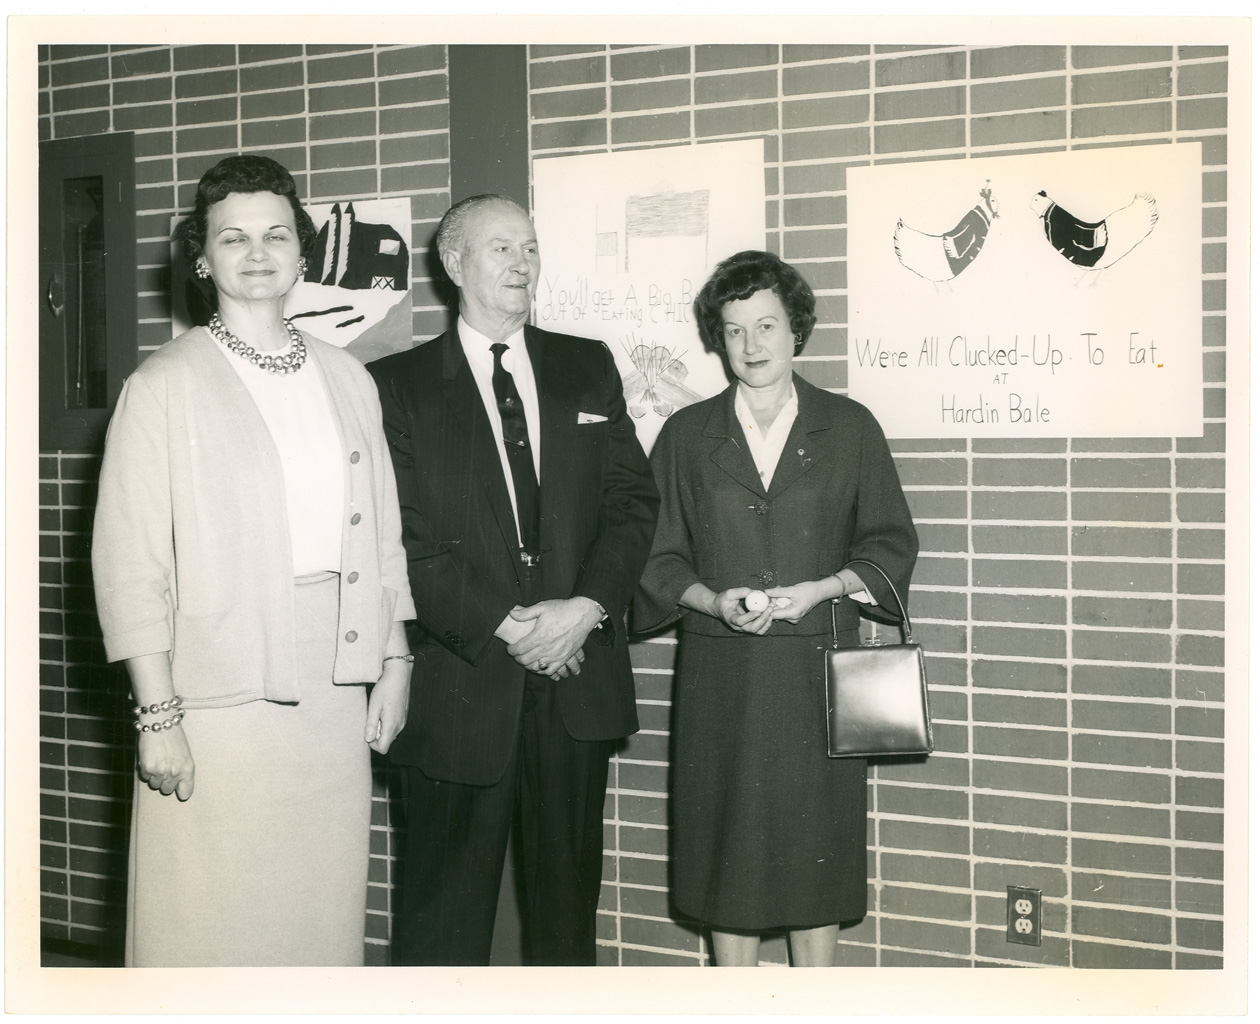 You'll get A Big
Out of Eating CHIC
Were All Clucked-Up. To Eat.
AT
Hardin Bale